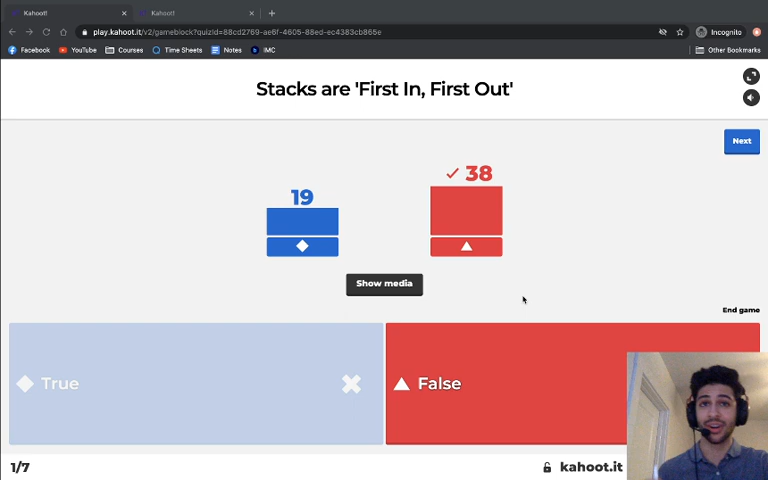 Kahoot!
Kahoot!
play.kahoot.it/v2/gameblock?quizId=88cd2769-ae6f-4605-88ed-ec4383cb865e
Incognito
Facebook
YouTube
Courses
Time Sheets
Notes
IMC
Other Bookmarks
Stacks are 'First In, First Out'
Next
19
38
Show media
End game
True
False
1/7
kahoot.it